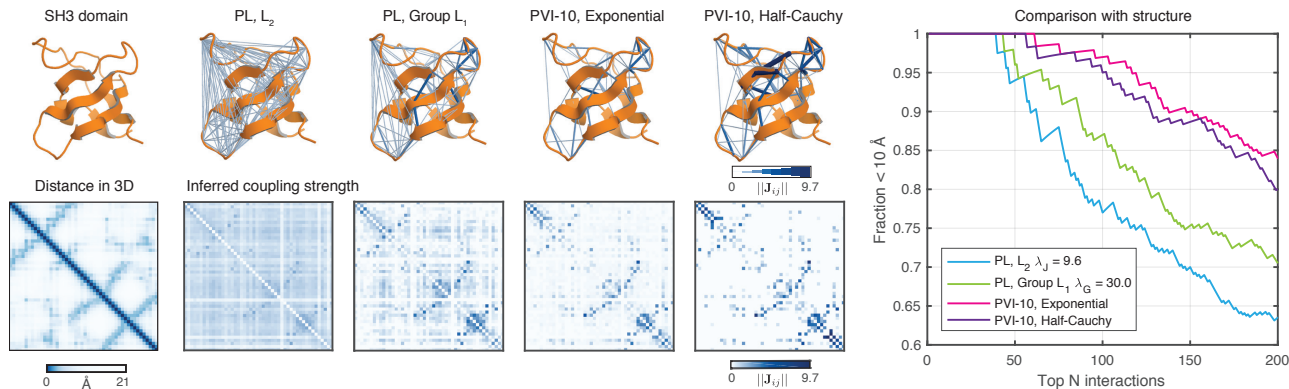 SH3 domain
PL, L2
PL, Group L1
PVI-10, Exponential
PVI-10, Half-Cauchy
0 9.7
||Jij||
Distance in 3D
Inferred coupling strength
0 21
Å
0 9.7
||Jij||
Comparison with structure
Fraction < 10 Å
1
0.95
0.9
0.85
0.8
0.75
0.7
0.65
0.6
PL, L2 λJ = 9.6
PL, Group L1 λG = 30.0
PVI-10, Exponential
PVI-10, Half-Cauchy
0 50 100 150 200
Top N interactions